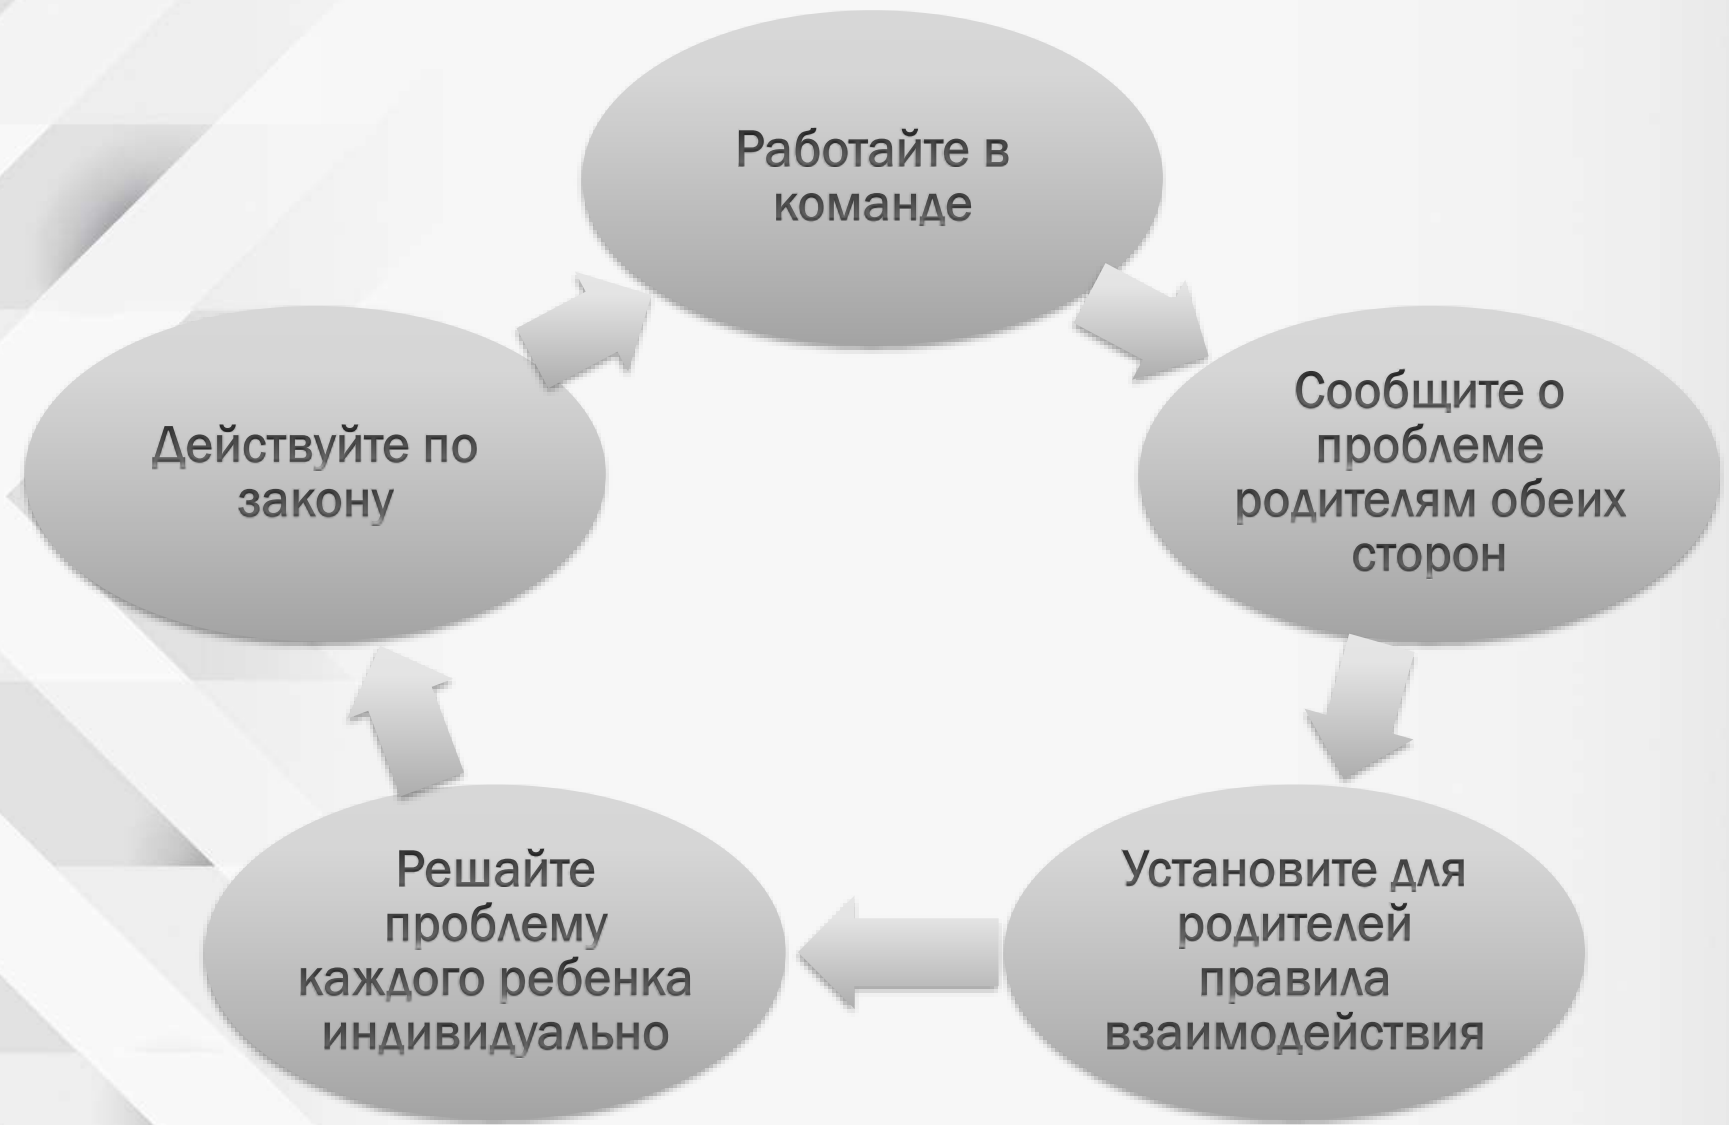 Работайте в
команде
Сообщите о
проблеме
родителям обеих
сторон
Установите для
родителей
правила
взаимодействия
Решайте
проблему
каждого ребенка
индивидуально
Действуйте по
закону